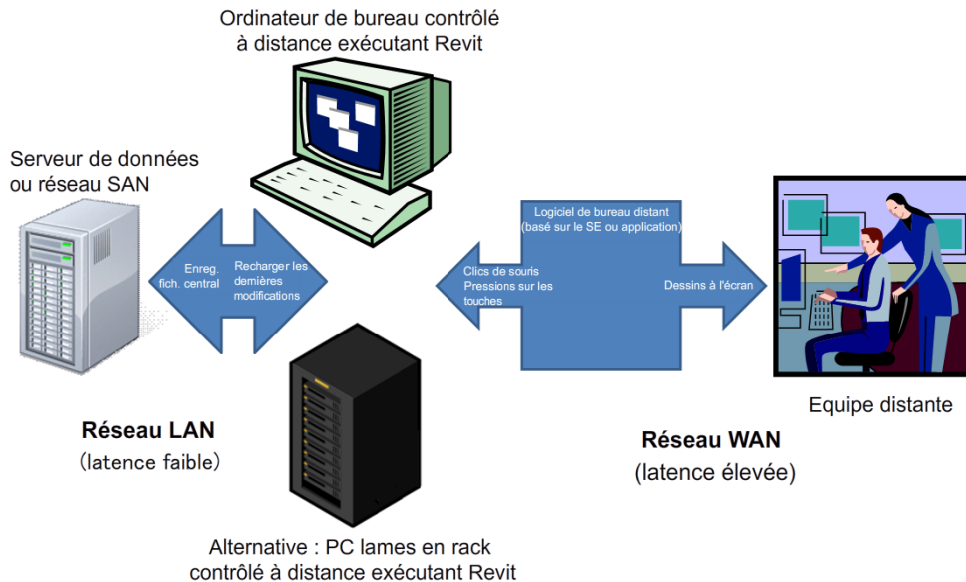 Ordinateur de bureau contrôlé
à distance exécutant Revit
Serveur de données
ou réseau SAN
Enreg.
fich. central
Recharger les
dernières
modifications
Logiciel de bureau distant
(basé sur le SE ou application)
Clics de souris
Pressions sur les
touches
Dessins à l'écran
Equipe distante
Réseau LAN
(latence faible)
Réseau WAN
(latence élevée)
Alternative : PC lames en rack
contrôlé à distance exécutant Revit